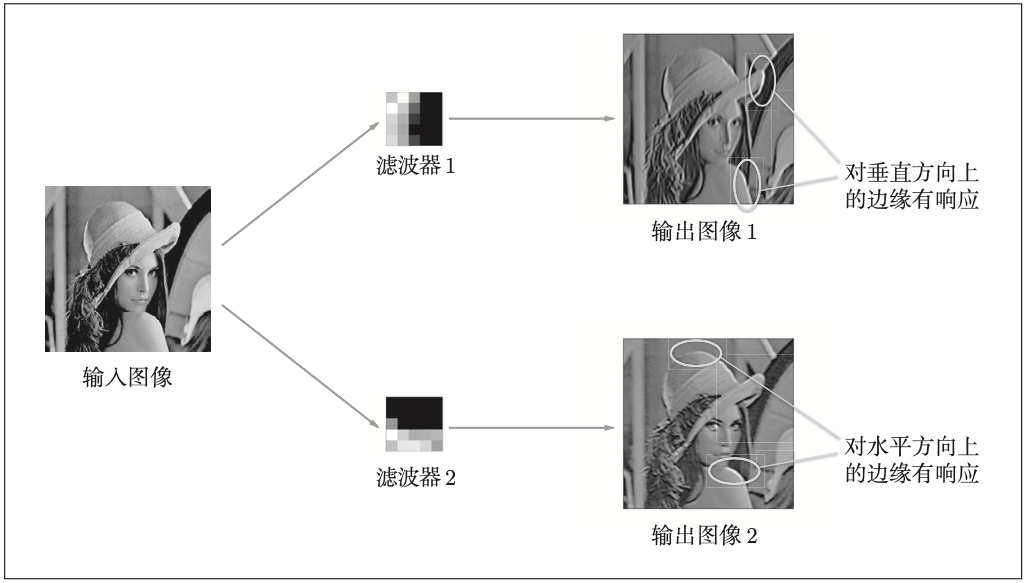 滤波器 1
对垂直方向上
的边缘有响应
输出图像 1
输入图像
对水平方向上
的边缘有响应
滤波器 2
输出图像 2